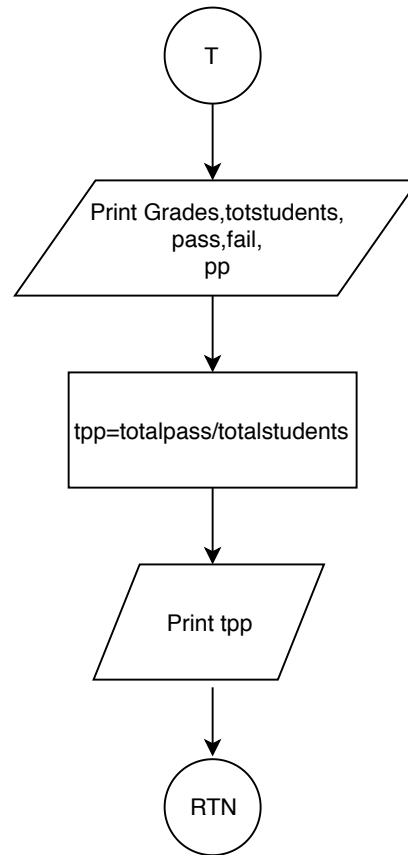 T
Print Grades,totstudents,
pass,fail,
pp
tpp=totalpass/totalstudents
Print tpp
RTN